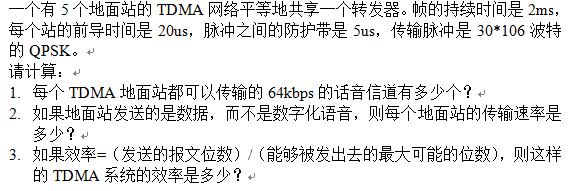 一个有 5 个地面站的 TDMA 网络平等地共享一个转发器。帧的持续时间是 2ms，
每个站的前导时间是 20us，脉冲之间的防护带是 5us，传输脉冲是 30*106 波特
的 QPSK。
请计算：
1. 每个 TDMA 地面站都可以传输的 64kbps 的话音信道有多少个？
2. 如果地面站发送的是数据，而不是数字化语音，则每个地面站的传输速率是
多少？
3. 如果效率=（发送的报文位数）/（能够被发出去的最大可能的位数），则这样
的 TDMA 系统的效率是多少？